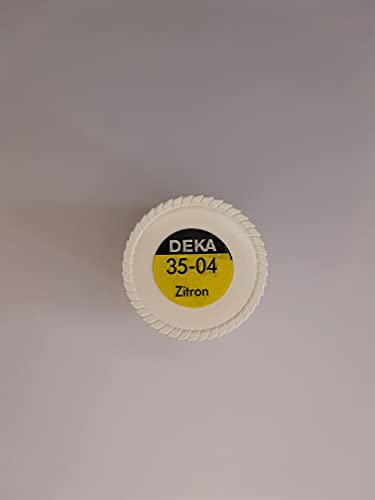 DEKA
35-04
Zitron